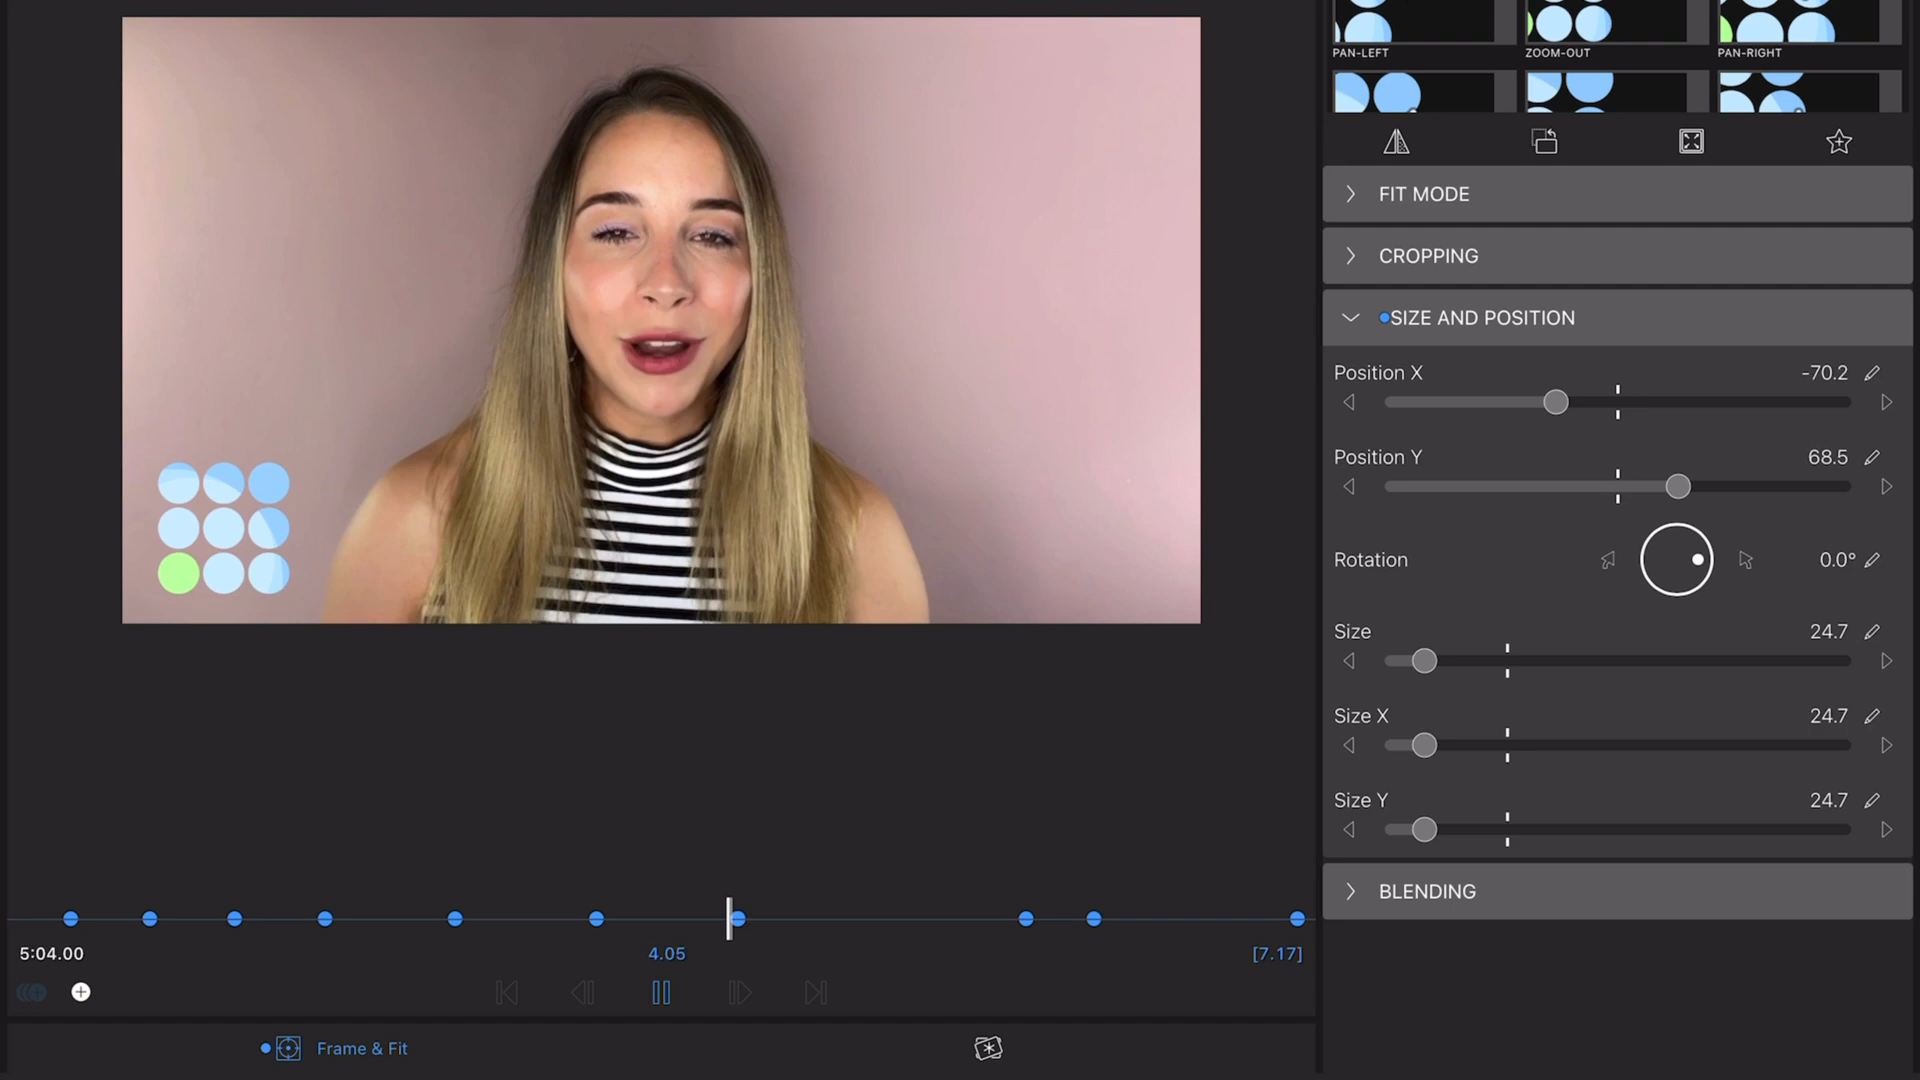 PAN-LEFT
ZOOM-OUT
PAN-RIGHT
FIT MODE
CROPPING
SIZE AND POSITION
Position X -70.2
Position Y 68.5
Rotation 0.0°
Size 24.7
Size X 24.7
Size Y 24.7
BLENDING
5:04.00 4.05 [7.17]
Frame & Fit